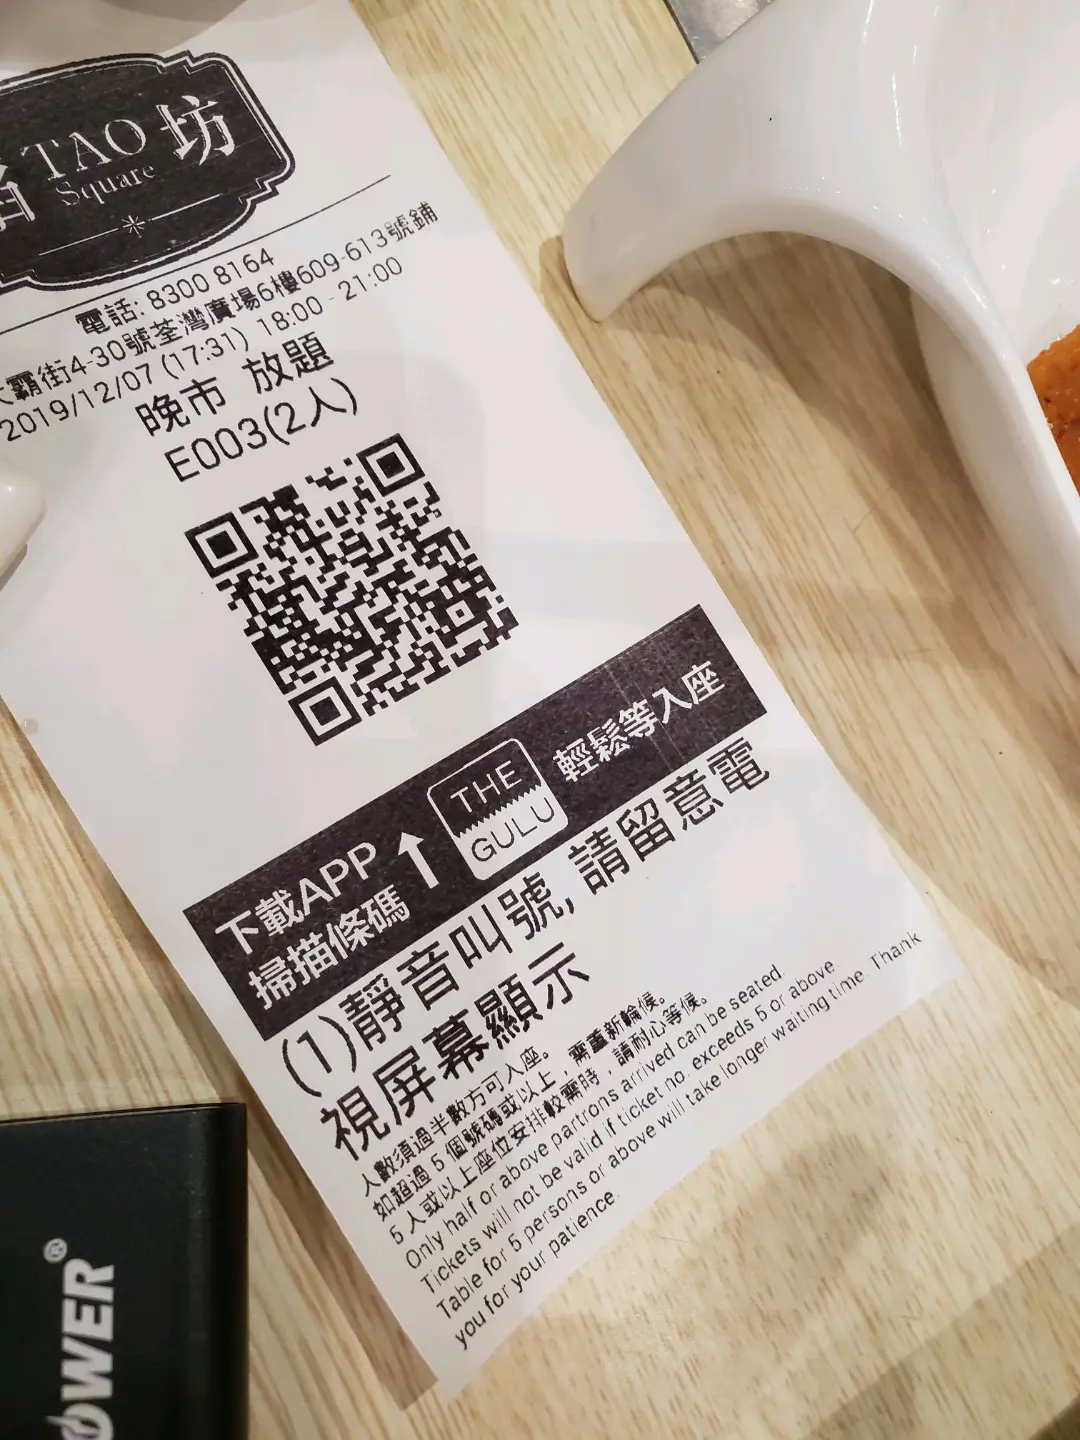 TAO 坊
Square
電話: 8300 8164
霸街4-30號荃灣廣場6樓609-613號鋪
2019/12/07 (17:31) 18:00 - 21:00
晚市 放題
E003(2人)
下載APP
掃描條碼
THE
GULU
輕鬆等入座
(1)靜音叫號, 請留意電
視屏幕顯示
人數須過半數方可入座。
如超過 5 個號碼或以上，需重新輪候。
5 人或以上座位安排較需時，請耐心等候。
Only half or above partrons arrived can be seated.
Tickets will not be valid if ticket no. exceeds 5 or above
Table for 5 persons or above will take longer waiting time. Thank
you for your patience.
OWER®